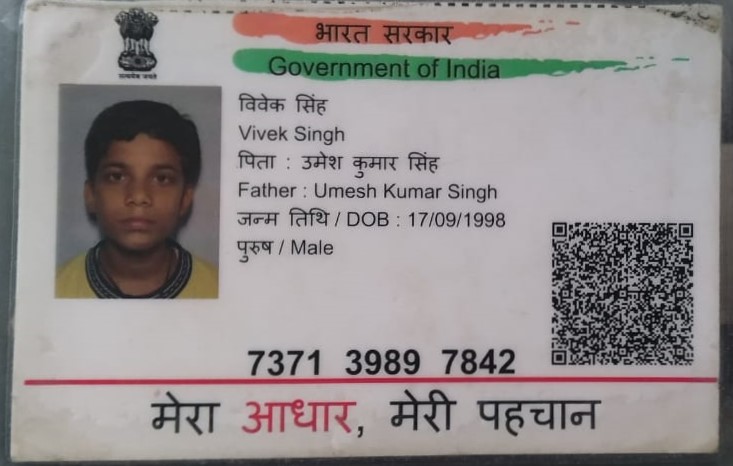 सत्यमेव जयते
भारत सरकार
Government of India
विवेक सिंह
Vivek Singh
पिता : उमेश कुमार सिंह
Father : Umesh Kumar Singh
जन्म तिथि / DOB : 17/09/1998
पुरुष / Male
7371 3989 7842
मेरा आधार, मेरी पहचान